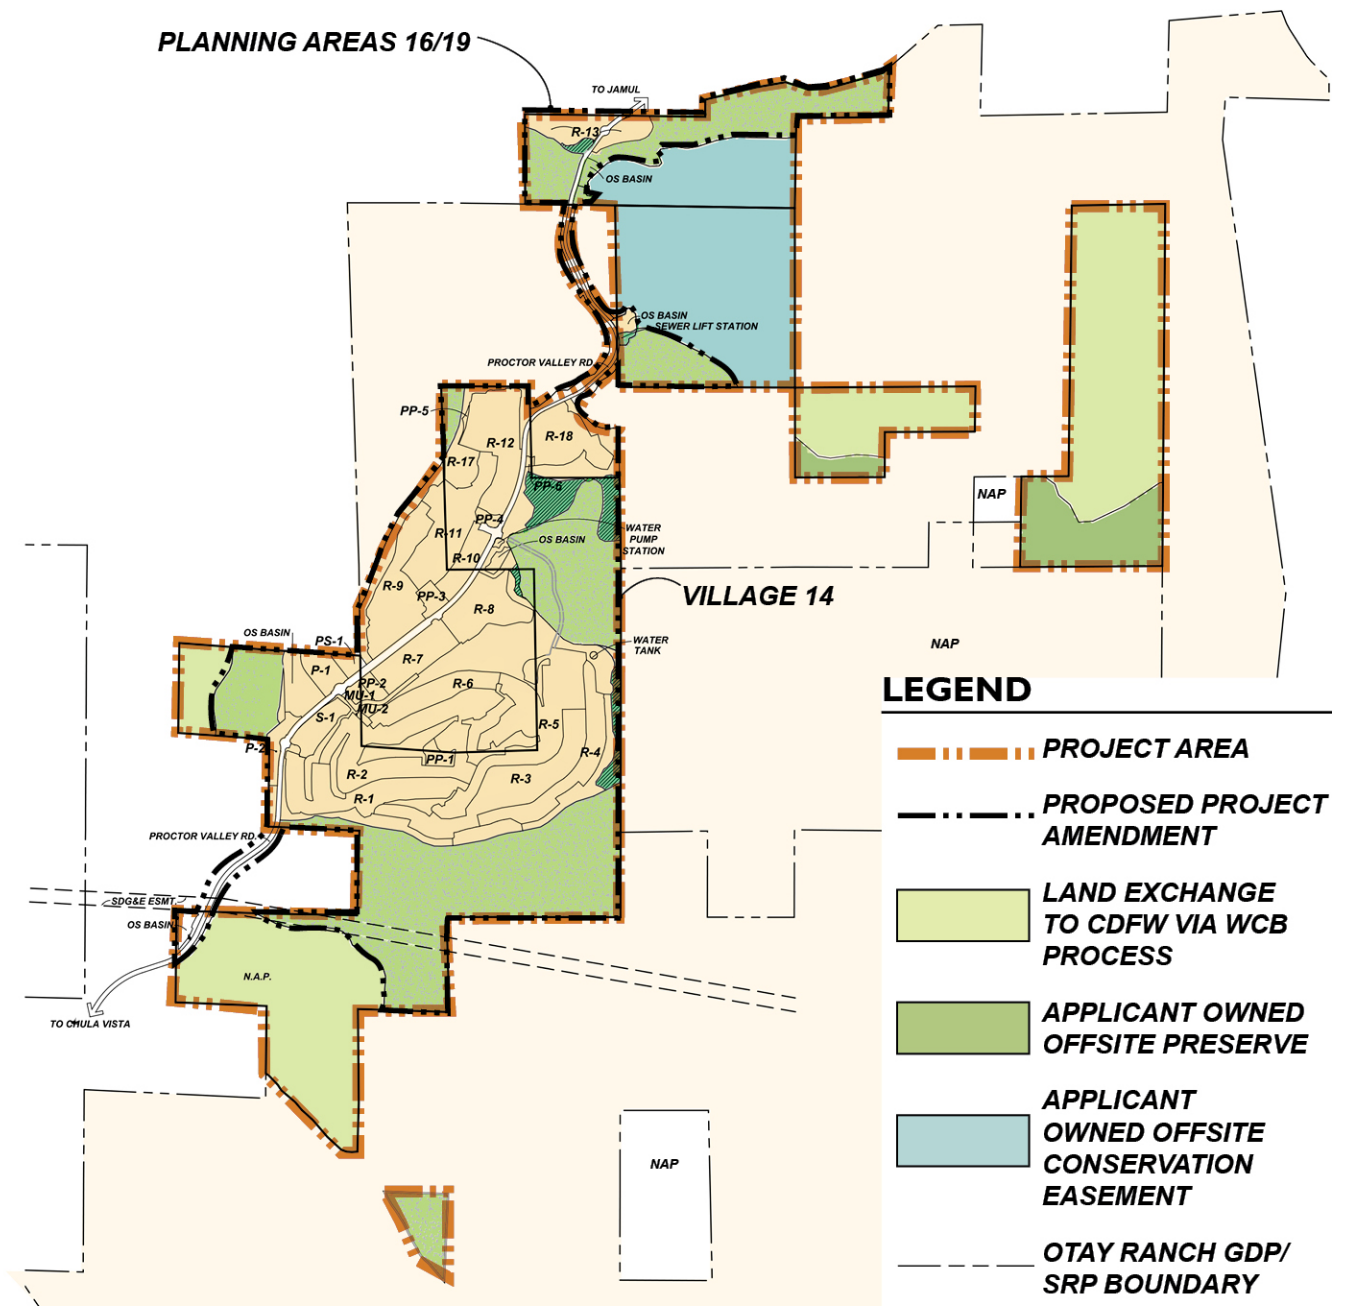 PLANNING AREAS 16/19
TO JAMUL
R-13
OS BASIN
OS BASIN
SEWER LIFT STATION
PROCTOR VALLEY RD.
PP-5
R-12
R-18
R-17
PP-6
PP-4
R-11
WATER
PUMP
STATION
OS BASIN
R-10
NAP
R-9
PP-3
R-8
VILLAGE 14
OS BASIN
PS-1
WATER
TANK
NAP
P-1
R-7
PP-2
R-6
MU-1
MU-2
S-1
R-5
P-2
R-4
PP-1
R-2
R-3
R-1
PROCTOR VALLEY RD.
SDG&E ESMT
OS BASIN
N.A.P.
TO CHULA VISTA
NAP
LEGEND
PROJECT AREA
PROPOSED PROJECT
AMENDMENT
LAND EXCHANGE
TO CDFW VIA WCB
PROCESS
APPLICANT OWNED
OFFSITE PRESERVE
APPLICANT
OWNED OFFSITE
CONSERVATION
EASEMENT
OTAY RANCH GDP/
SRP BOUNDARY